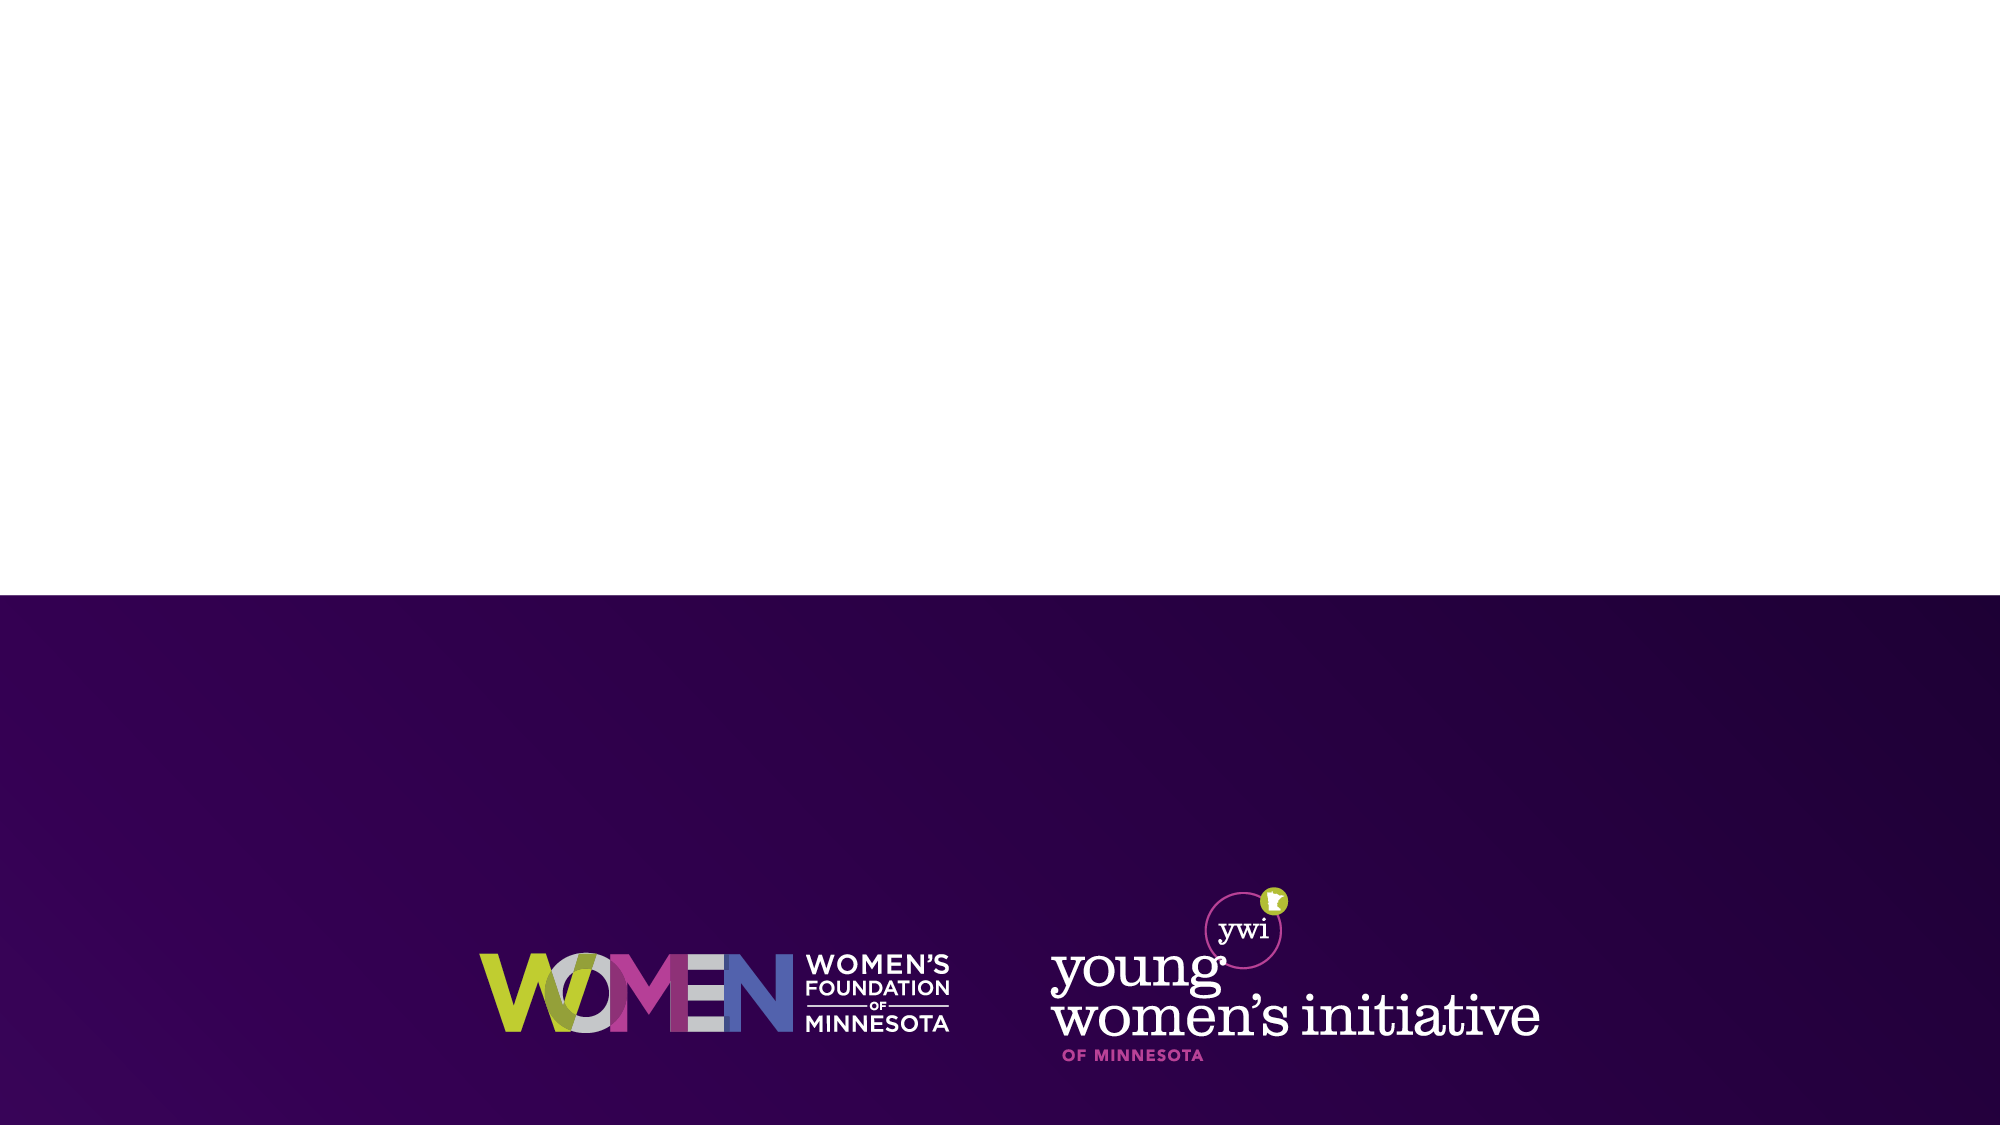 WOMEN
WOMEN'S
FOUNDATION
OF
MINNESOTA
ywi
young
women's initiative
OF MINNESOTA